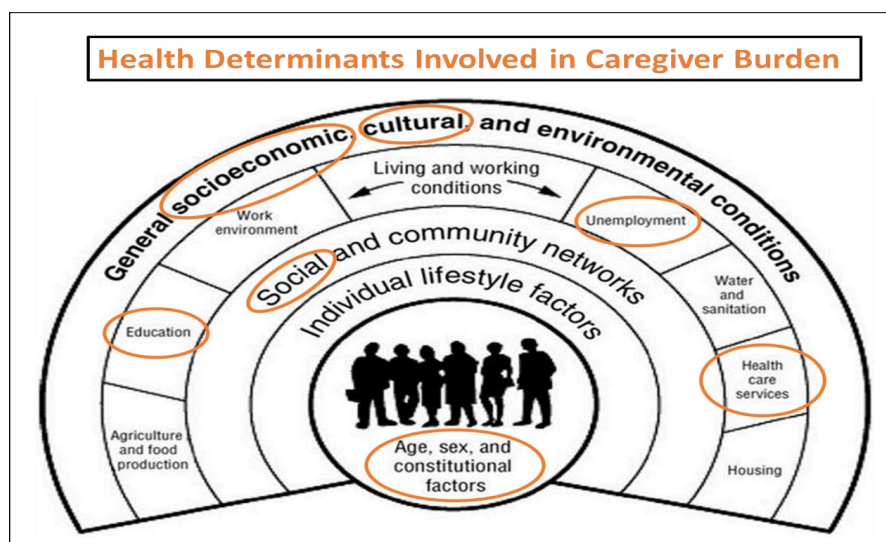 Health Determinants Involved in Caregiver Burden
General socioeconomic, cultural, and environmental conditions
Living and working
conditions
Work
environment
Unemployment
Social and community networks
Water
and
sanitation
Individual lifestyle factors
Education
Health
care
services
Agriculture
and food
production
Age, sex, and
constitutional
factors
Housing